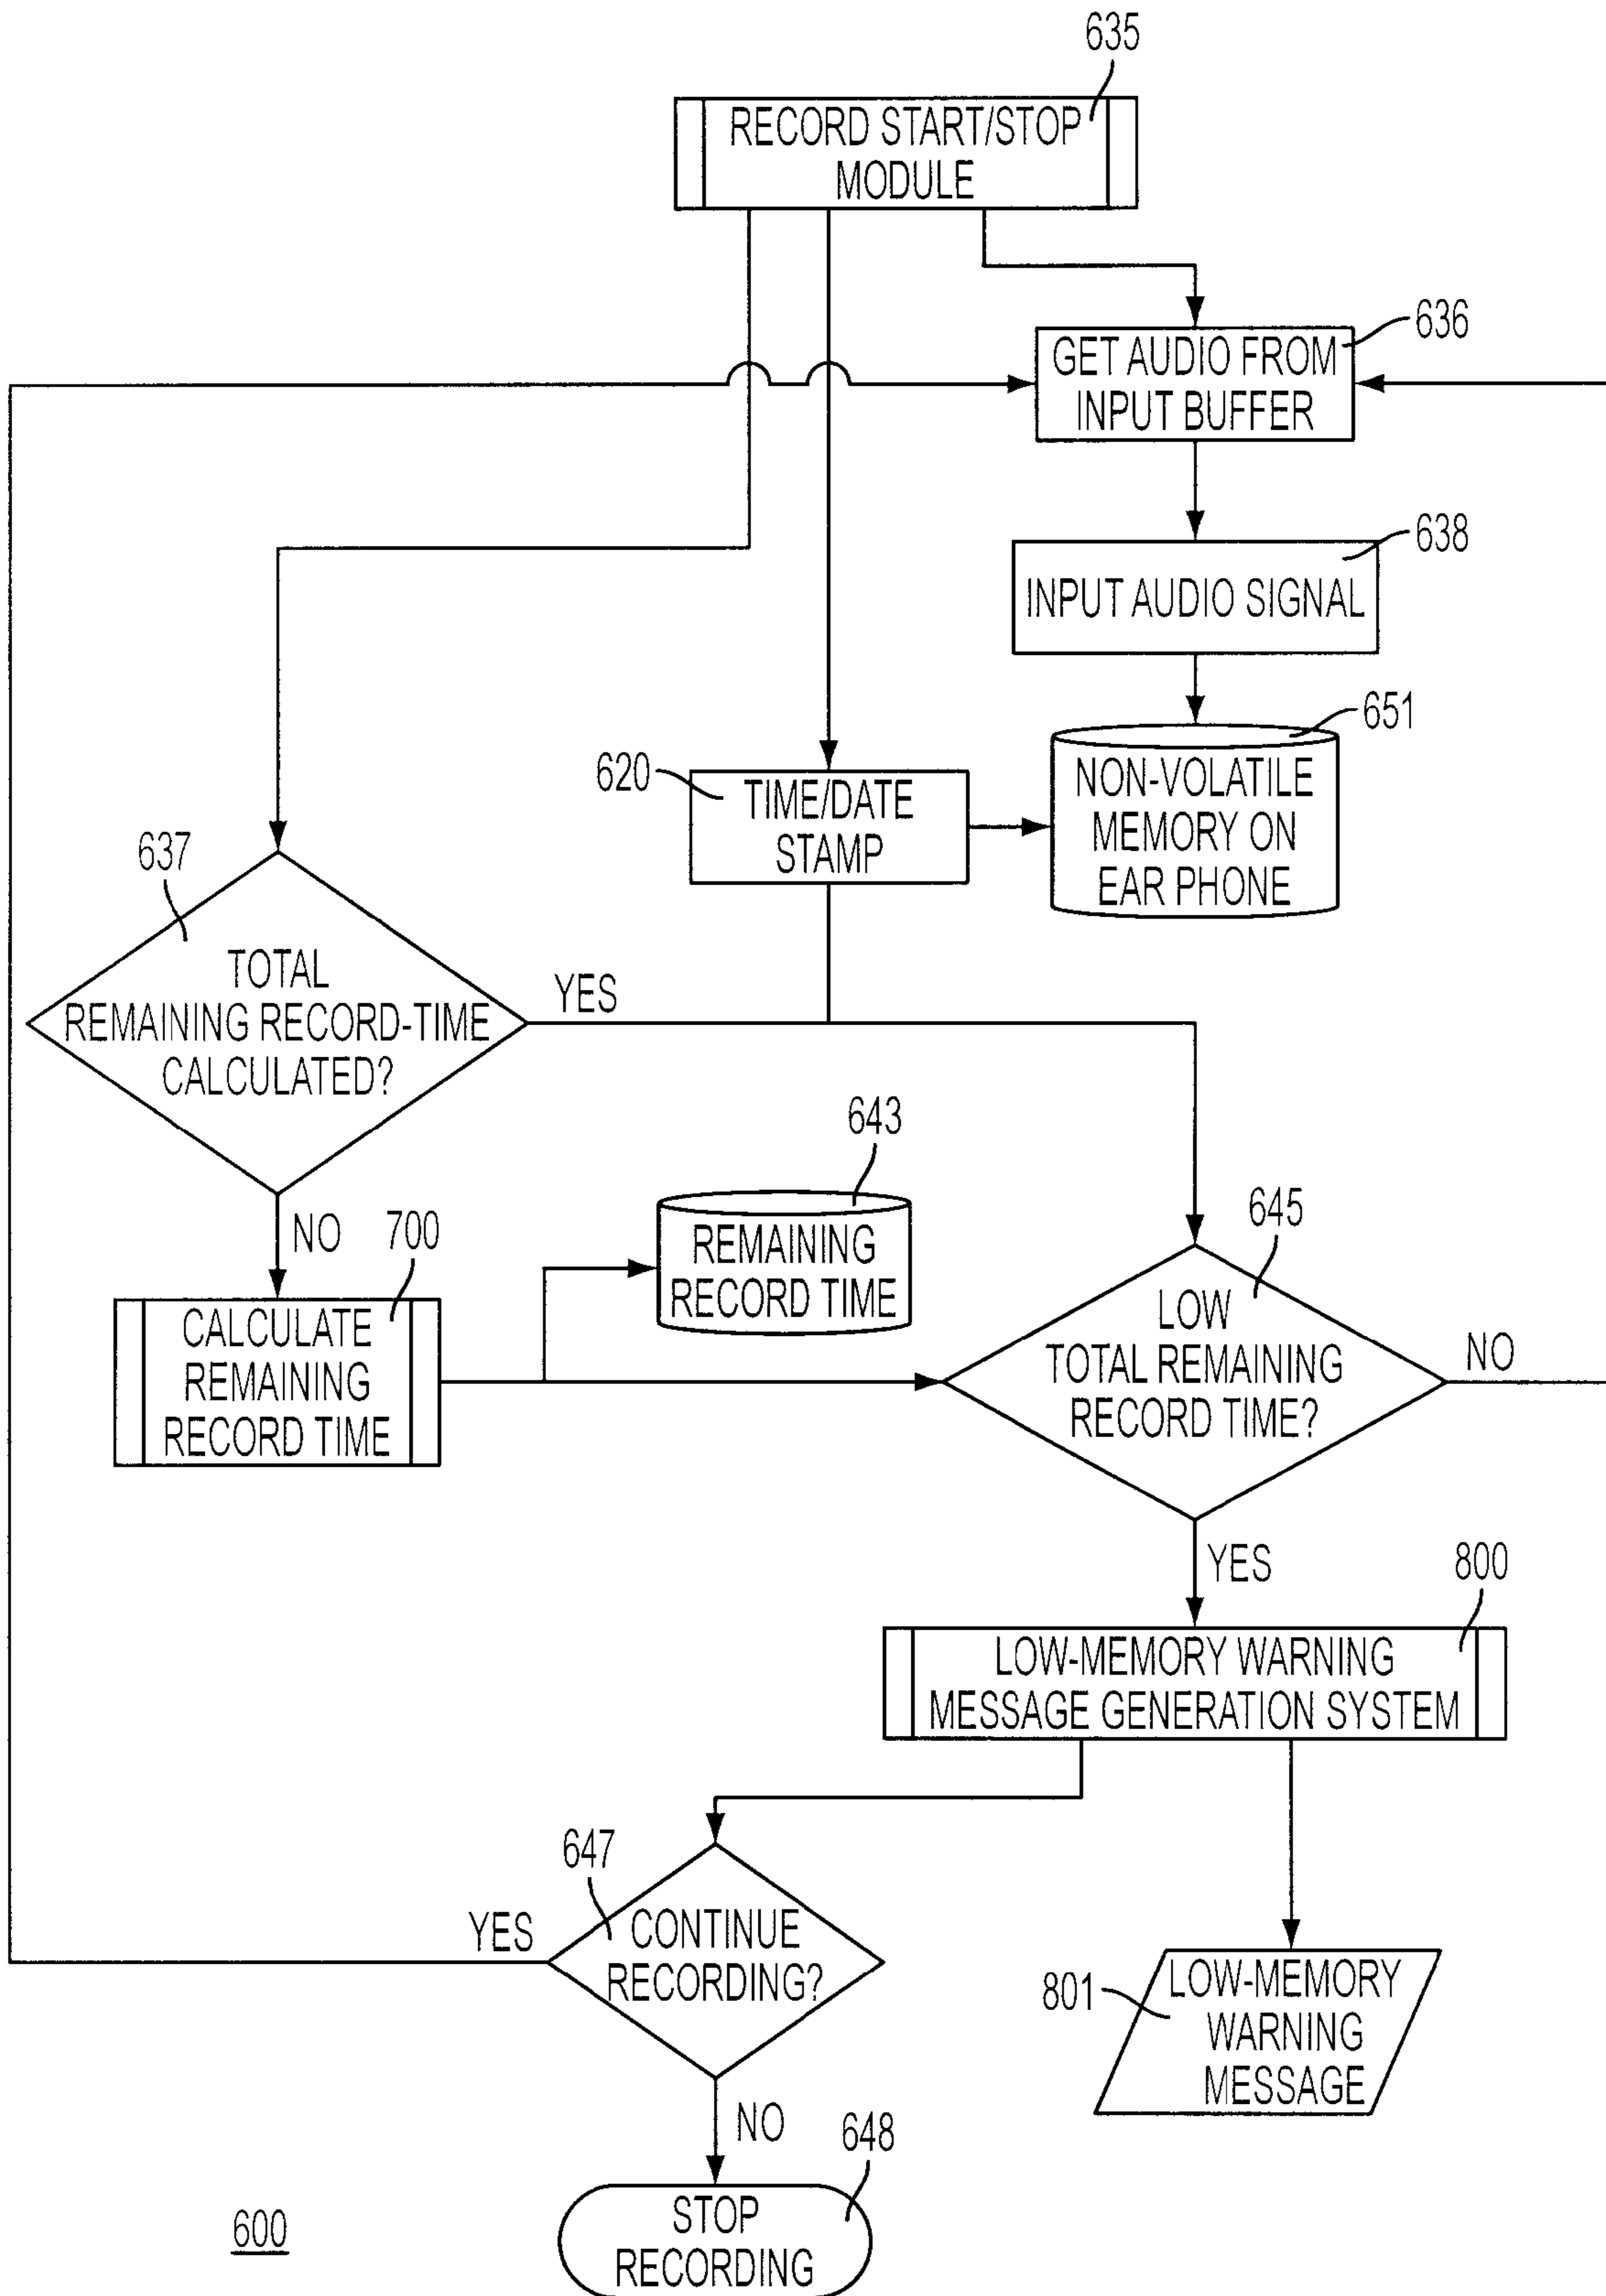 635
RECORD START/STOP
MODULE
636
GET AUDIO FROM
INPUT BUFFER
638
INPUT AUDIO SIGNAL
651
NON-VOLATILE
MEMORY ON
EAR PHONE
620
TIME/DATE
STAMP
637
TOTAL
REMAINING RECORD-TIME
CALCULATED?
YES
NO
700
CALCULATE
REMAINING
RECORD TIME
643
REMAINING
RECORD TIME
645
LOW
TOTAL REMAINING
RECORD TIME?
NO
YES
800
LOW-MEMORY WARNING
MESSAGE GENERATION SYSTEM
647
CONTINUE
RECORDING?
YES
NO
801
LOW-MEMORY
WARNING
MESSAGE
648
STOP
RECORDING
600